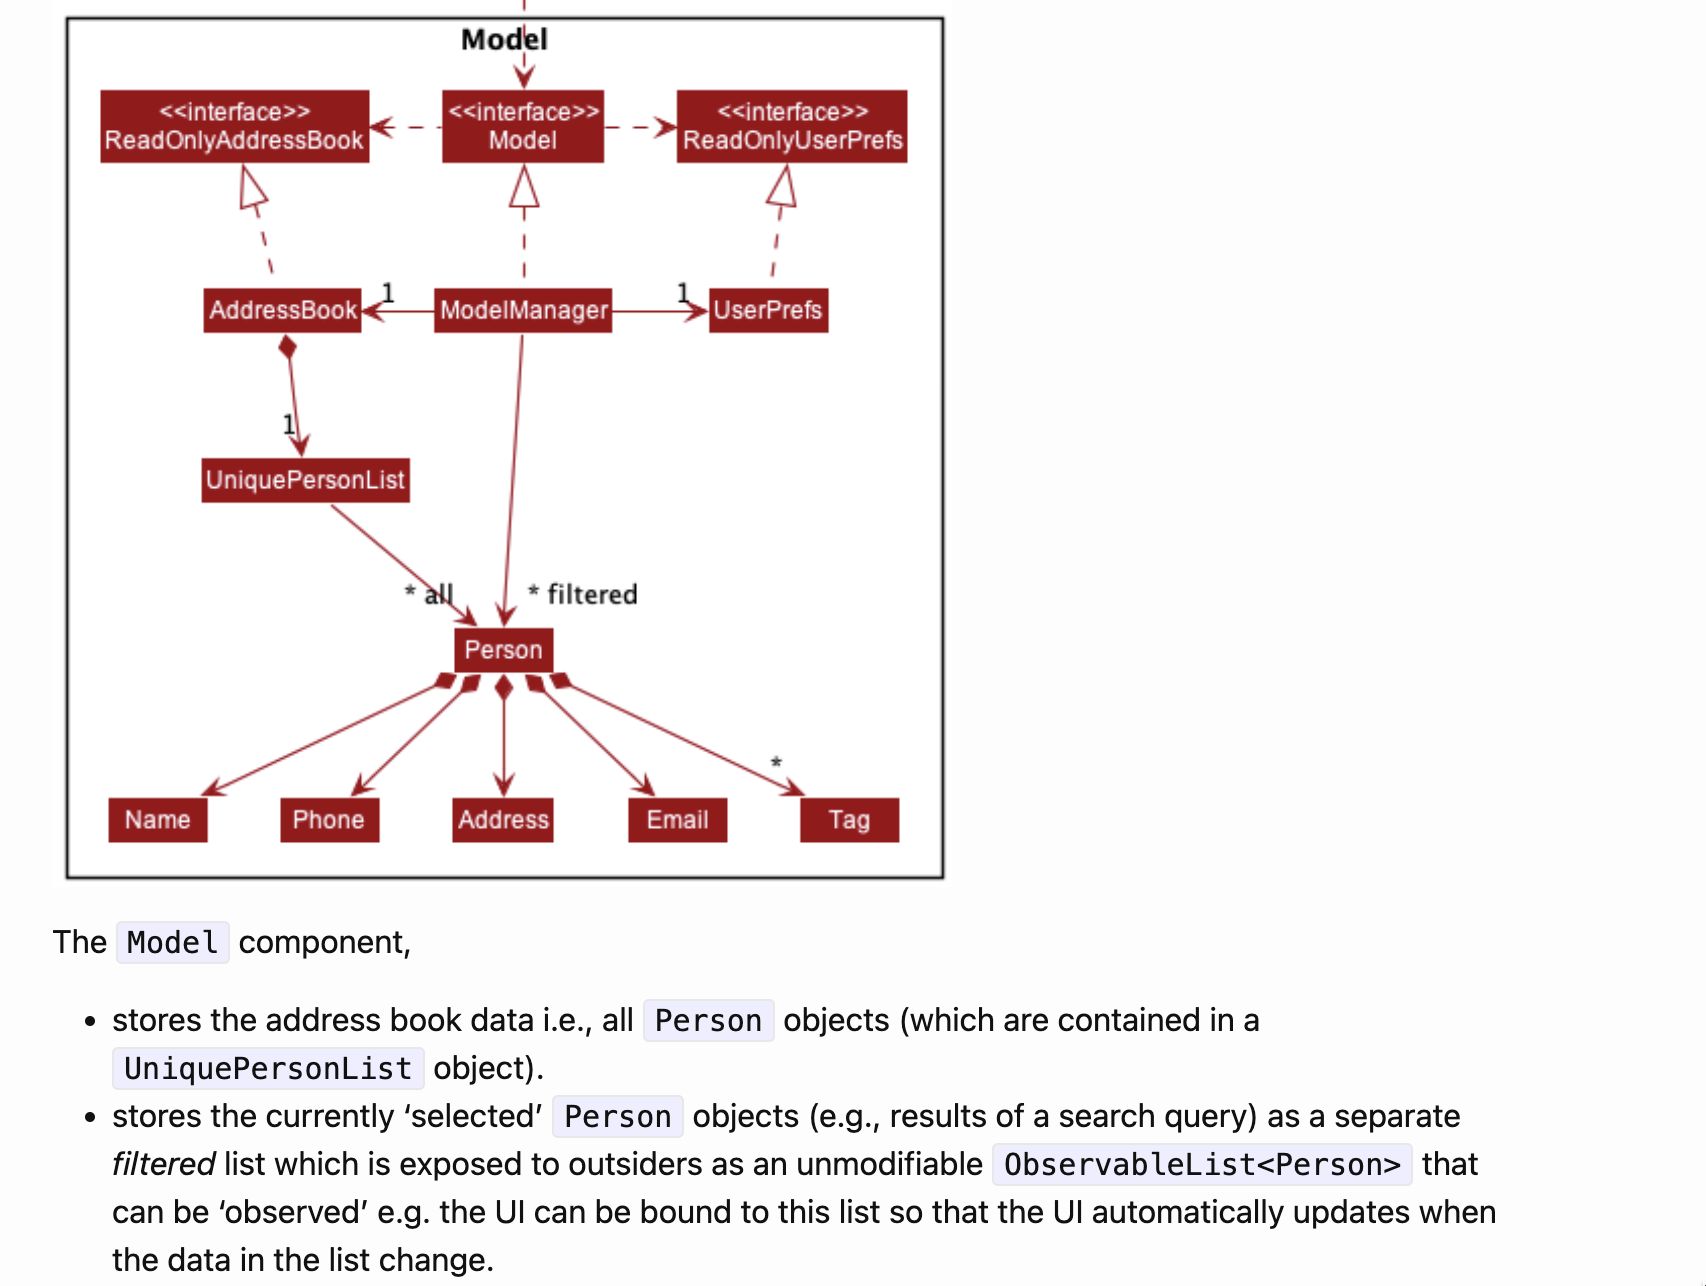 Model
<<interface>>
ReadOnlyAddressBook
<<interface>>
Model
<<interface>>
ReadOnlyUserPrefs
AddressBook
1
ModelManager
1
UserPrefs
1
UniquePersonList
* all
* filtered
Person
*
Name
Phone
Address
Email
Tag
The Model component,
• stores the address book data i.e., all Person objects (which are contained in a
UniquePersonList object).
• stores the currently ‘selected’ Person objects (e.g., results of a search query) as a separate
filtered list which is exposed to outsiders as an unmodifiable ObservableList<Person> that
can be ‘observed’ e.g. the UI can be bound to this list so that the UI automatically updates when
the data in the list change.